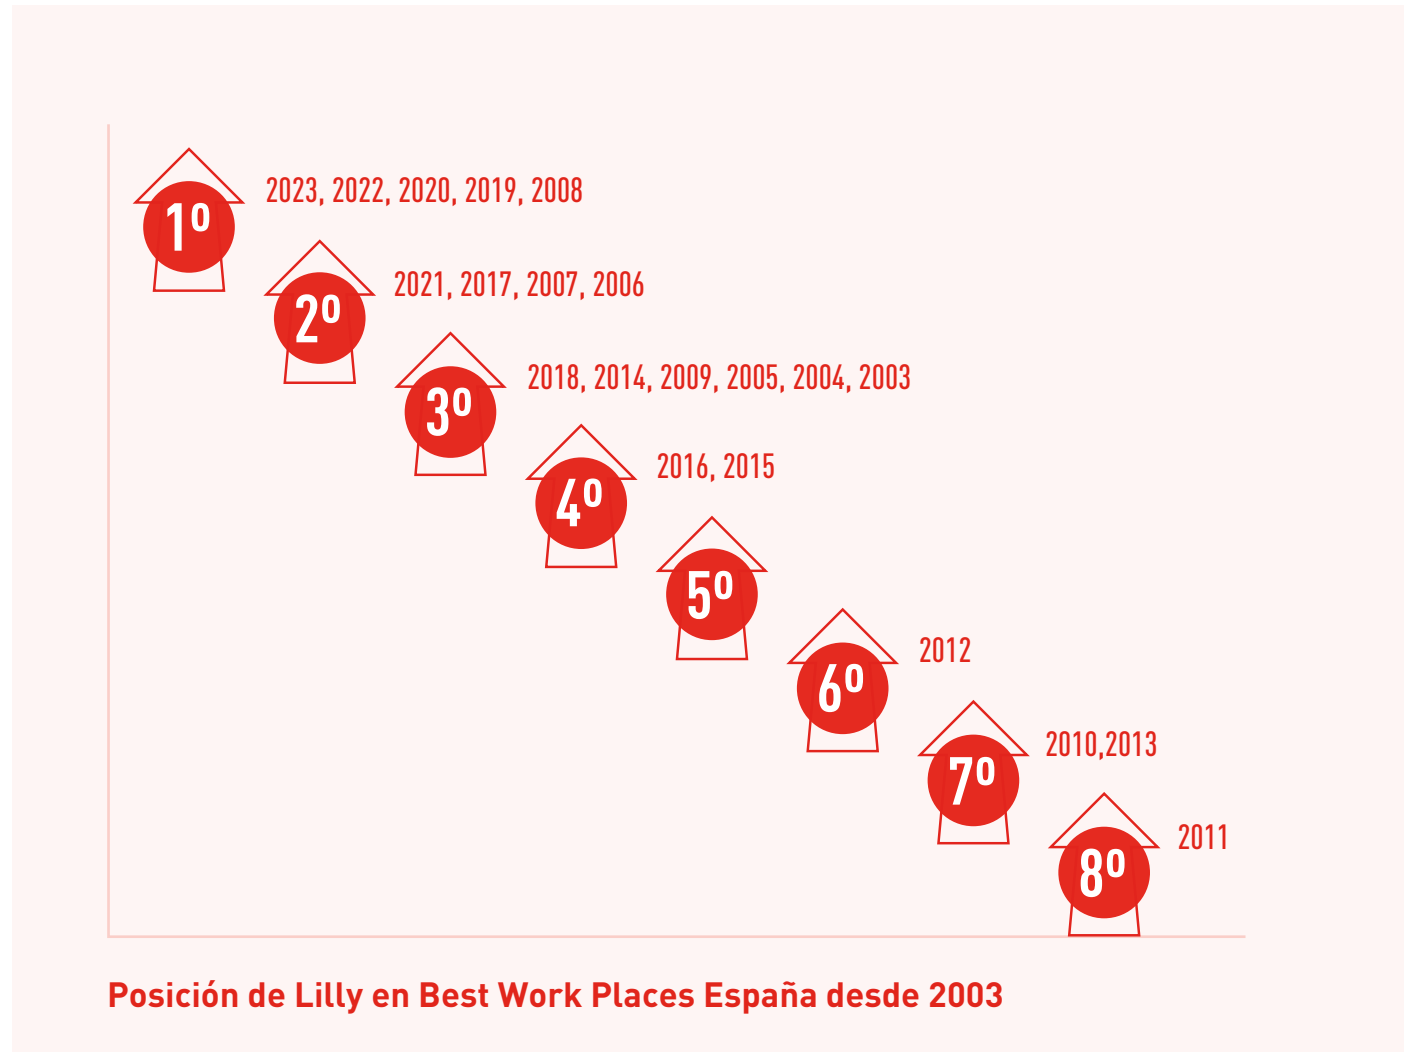 1º
2023, 2022, 2020, 2019, 2008
2º
2021, 2017, 2007, 2006
3º
2018, 2014, 2009, 2005, 2004, 2003
4º
2016, 2015
5º
6º
2012
7º
2010,2013
8º
2011
Posición de Lilly en Best Work Places España desde 2003